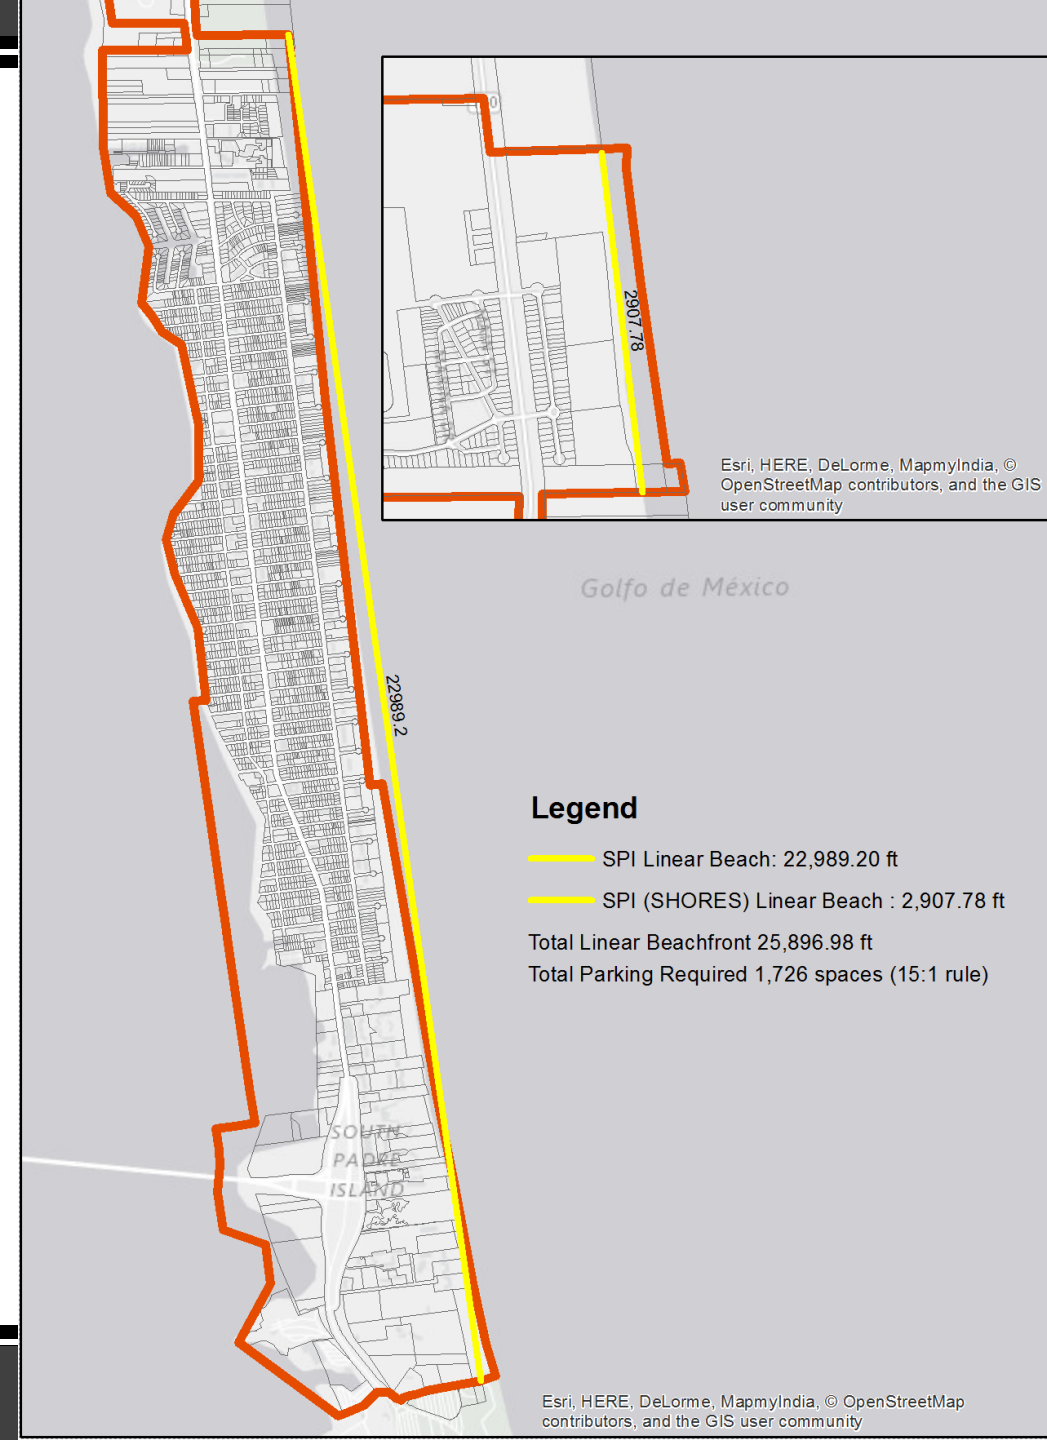 2907.78
Esri, HERE, DeLorme, MapmyIndia, ©
OpenStreetMap contributors, and the GIS
user community
Golfo de México
22989.2
Legend
SPI Linear Beach: 22,989.20 ft
SPI (SHORES) Linear Beach : 2,907.78 ft
Total Linear Beachfront 25,896.98 ft
Total Parking Required 1,726 spaces (15:1 rule)
SOUTH
PADRE
ISLAND
Esri, HERE, DeLorme, MapmyIndia, © OpenStreetMap
contributors, and the GIS user community